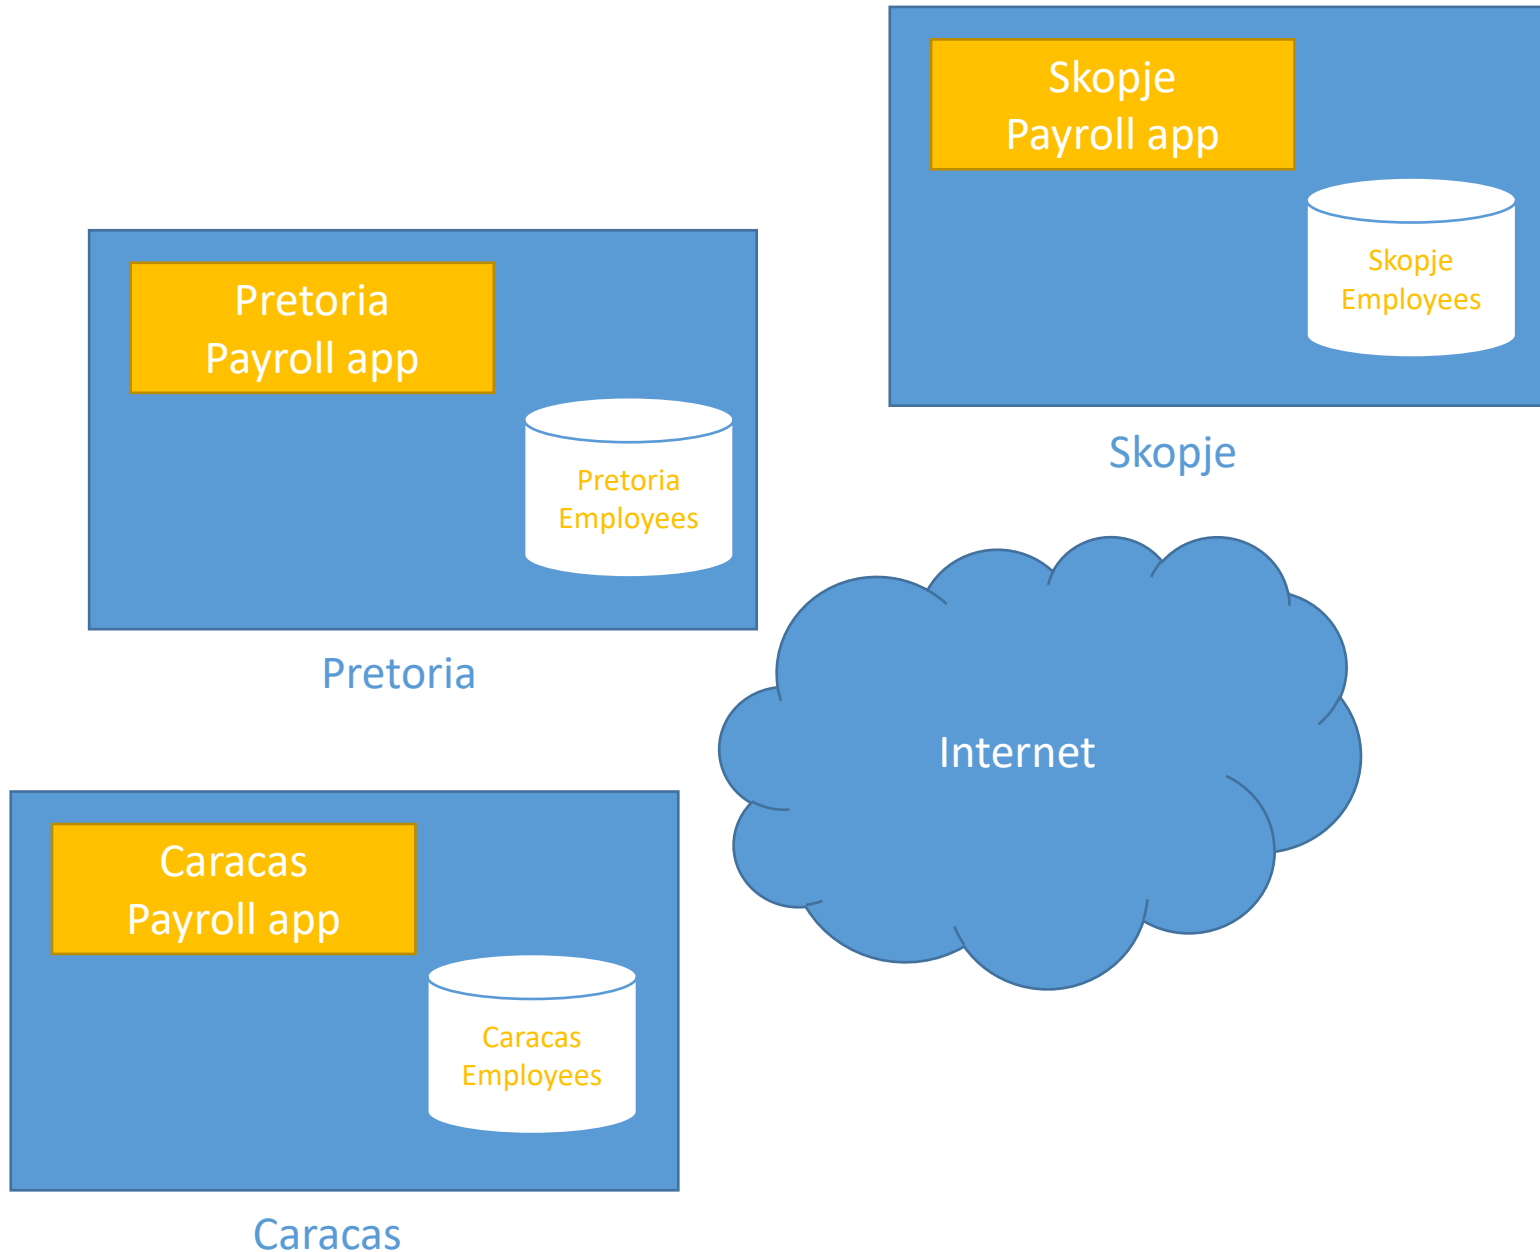 Skopje
Payroll app
Skopje
Employees
Skopje
Pretoria
Payroll app
Pretoria
Employees
Pretoria
Internet
Caracas
Payroll app
Caracas
Employees
Caracas